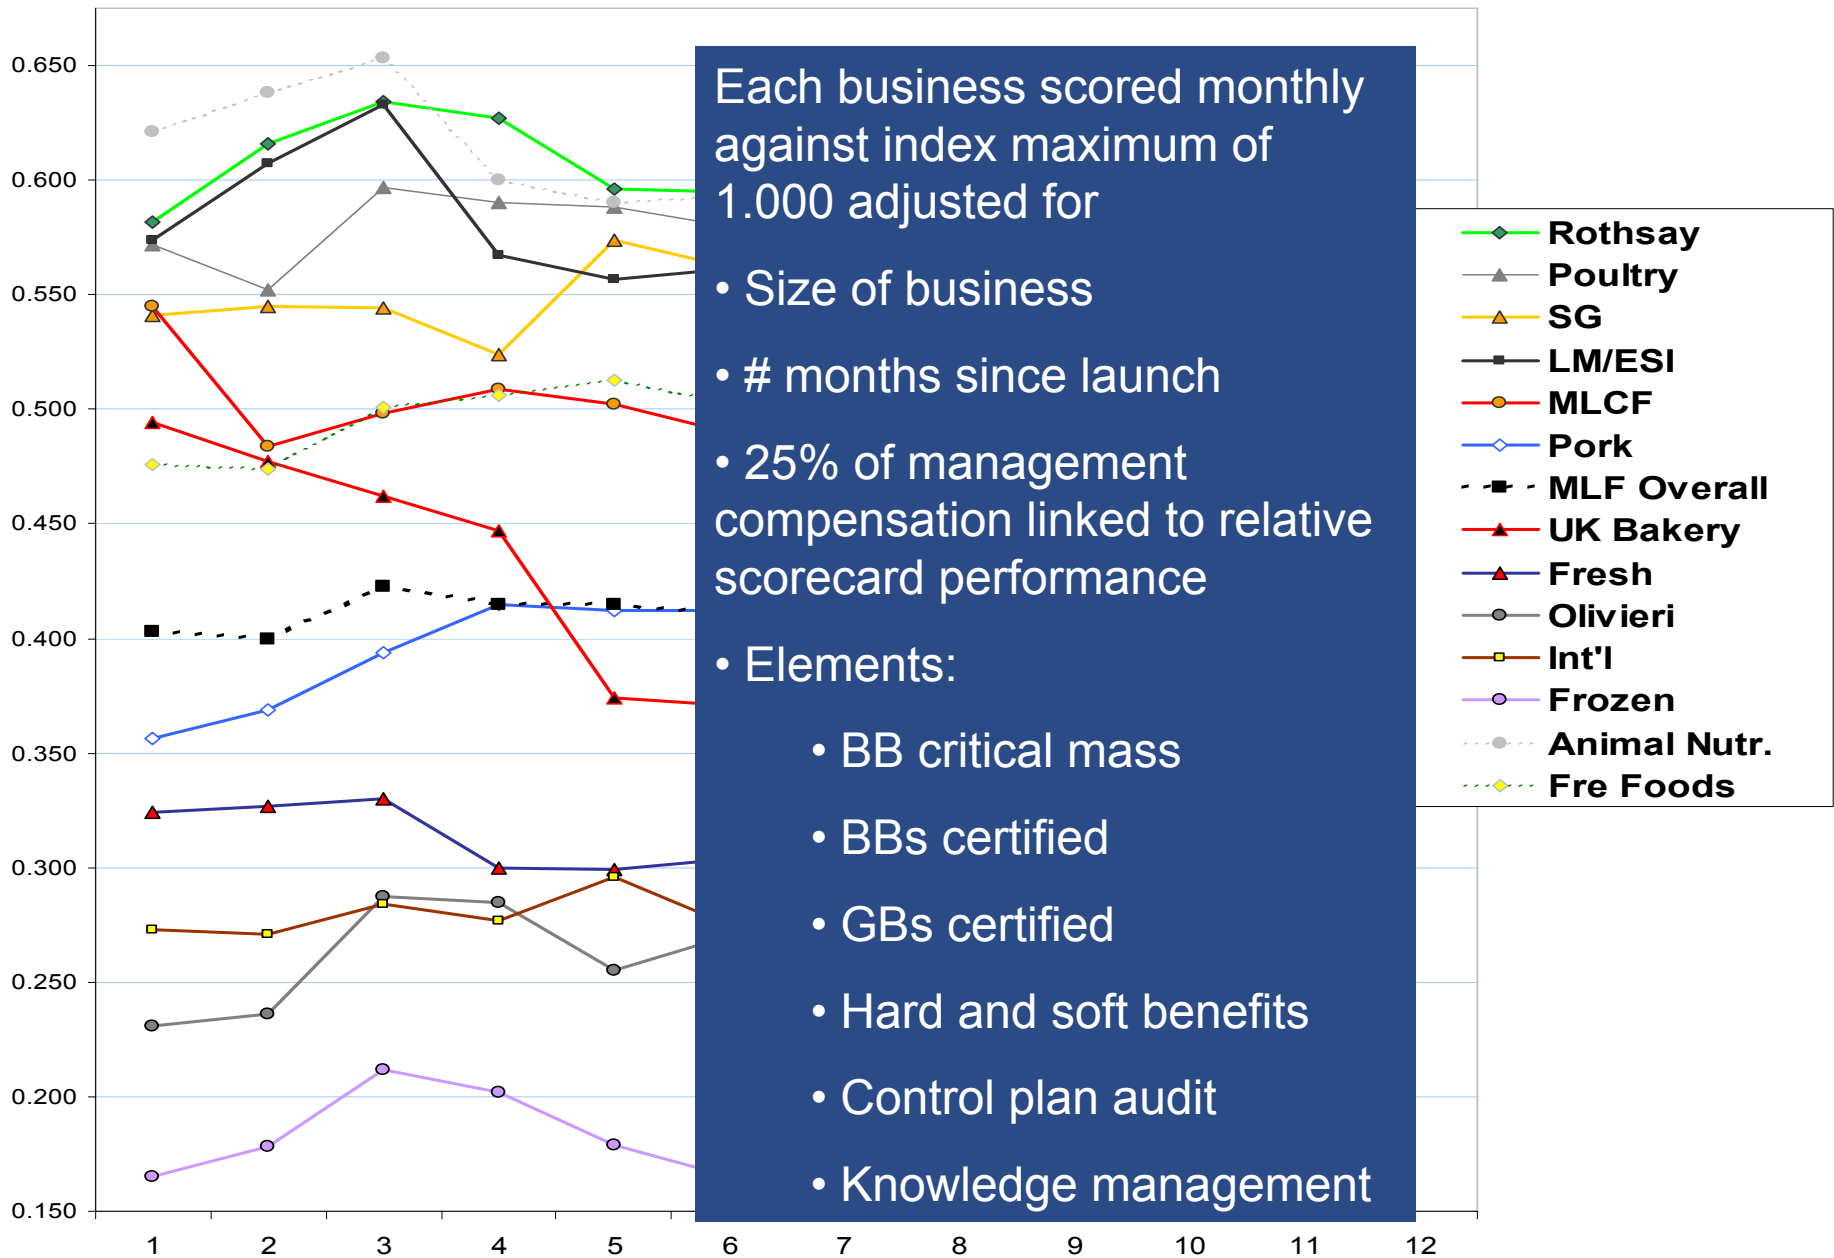 0.650
0.600
0.550
0.500
0.450
0.400
0.350
0.300
0.250
0.200
0.150
1 2 3 4 5 6 7 8 9 10 11 12
Each business scored monthly
against index maximum of
1.000 adjusted for
• Size of business
• # months since launch
• 25% of management
compensation linked to relative
scorecard performance
• Elements:
• BB critical mass
• BBs certified
• GBs certified
• Hard and soft benefits
• Control plan audit
• Knowledge management
Rothsay
Poultry
SG
LM/ESI
MLCF
Pork
MLF Overall
UK Bakery
Fresh
Olivieri
Int'l
Frozen
Animal Nutr.
Fre Foods